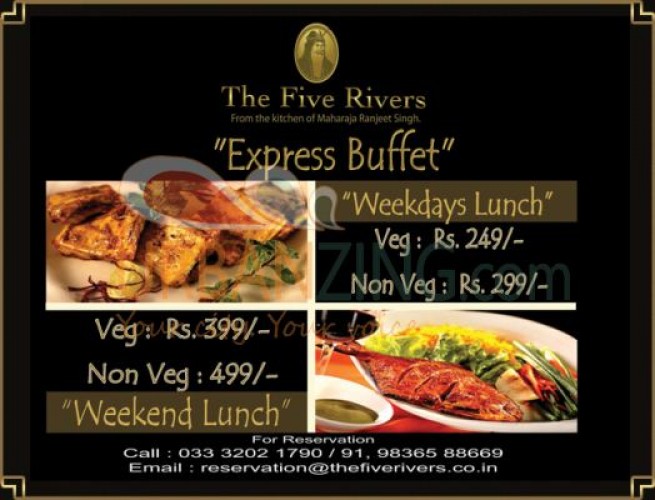 The Five Rivers
From the kitchen of Maharaja Ranjeet Singh.
"Express Buffet"
"Weekdays Lunch"
Veg : Rs. 249/-
Non Veg : Rs. 299/-
Veg : Rs. 399/-
Non Veg : 499/-
"Weekend Lunch"
For Reservation
Call : 033 3202 1790 / 91, 98365 88669
Email : reservation@thefiverivers.co.in